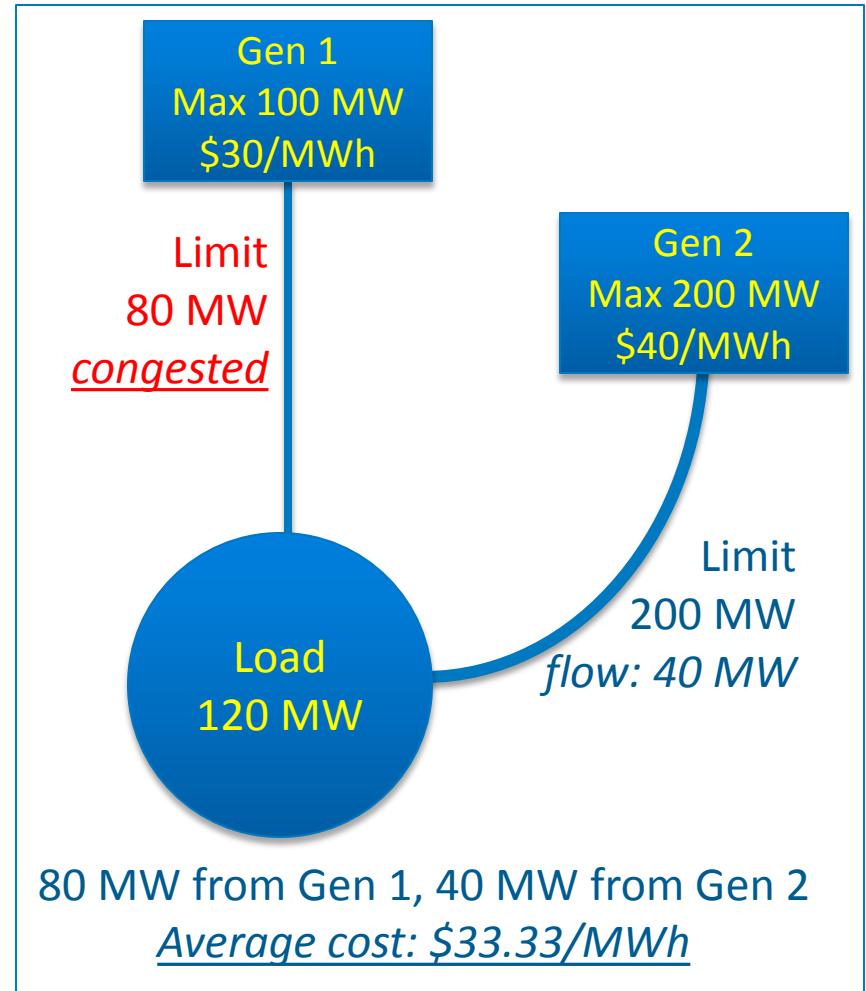 Gen 1
Max 100 MW
$30/MWh
Limit
80 MW
congested
Gen 2
Max 200 MW
$40/MWh
Limit
200 MW
flow: 40 MW
Load
120 MW
80 MW from Gen 1, 40 MW from Gen 2
Average cost: $33.33/MWh